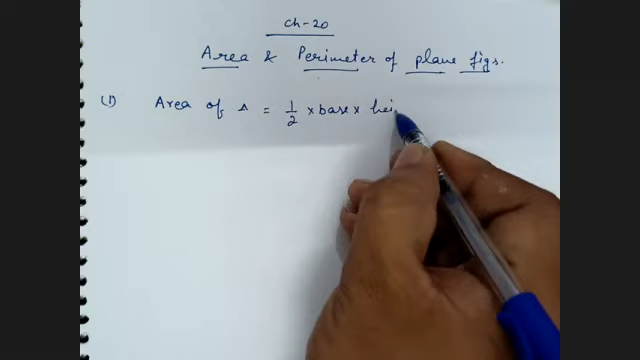 Ch-20
Area & Perimeter of plane figs.
(1) Area of Δ = 1/2 × base × hei